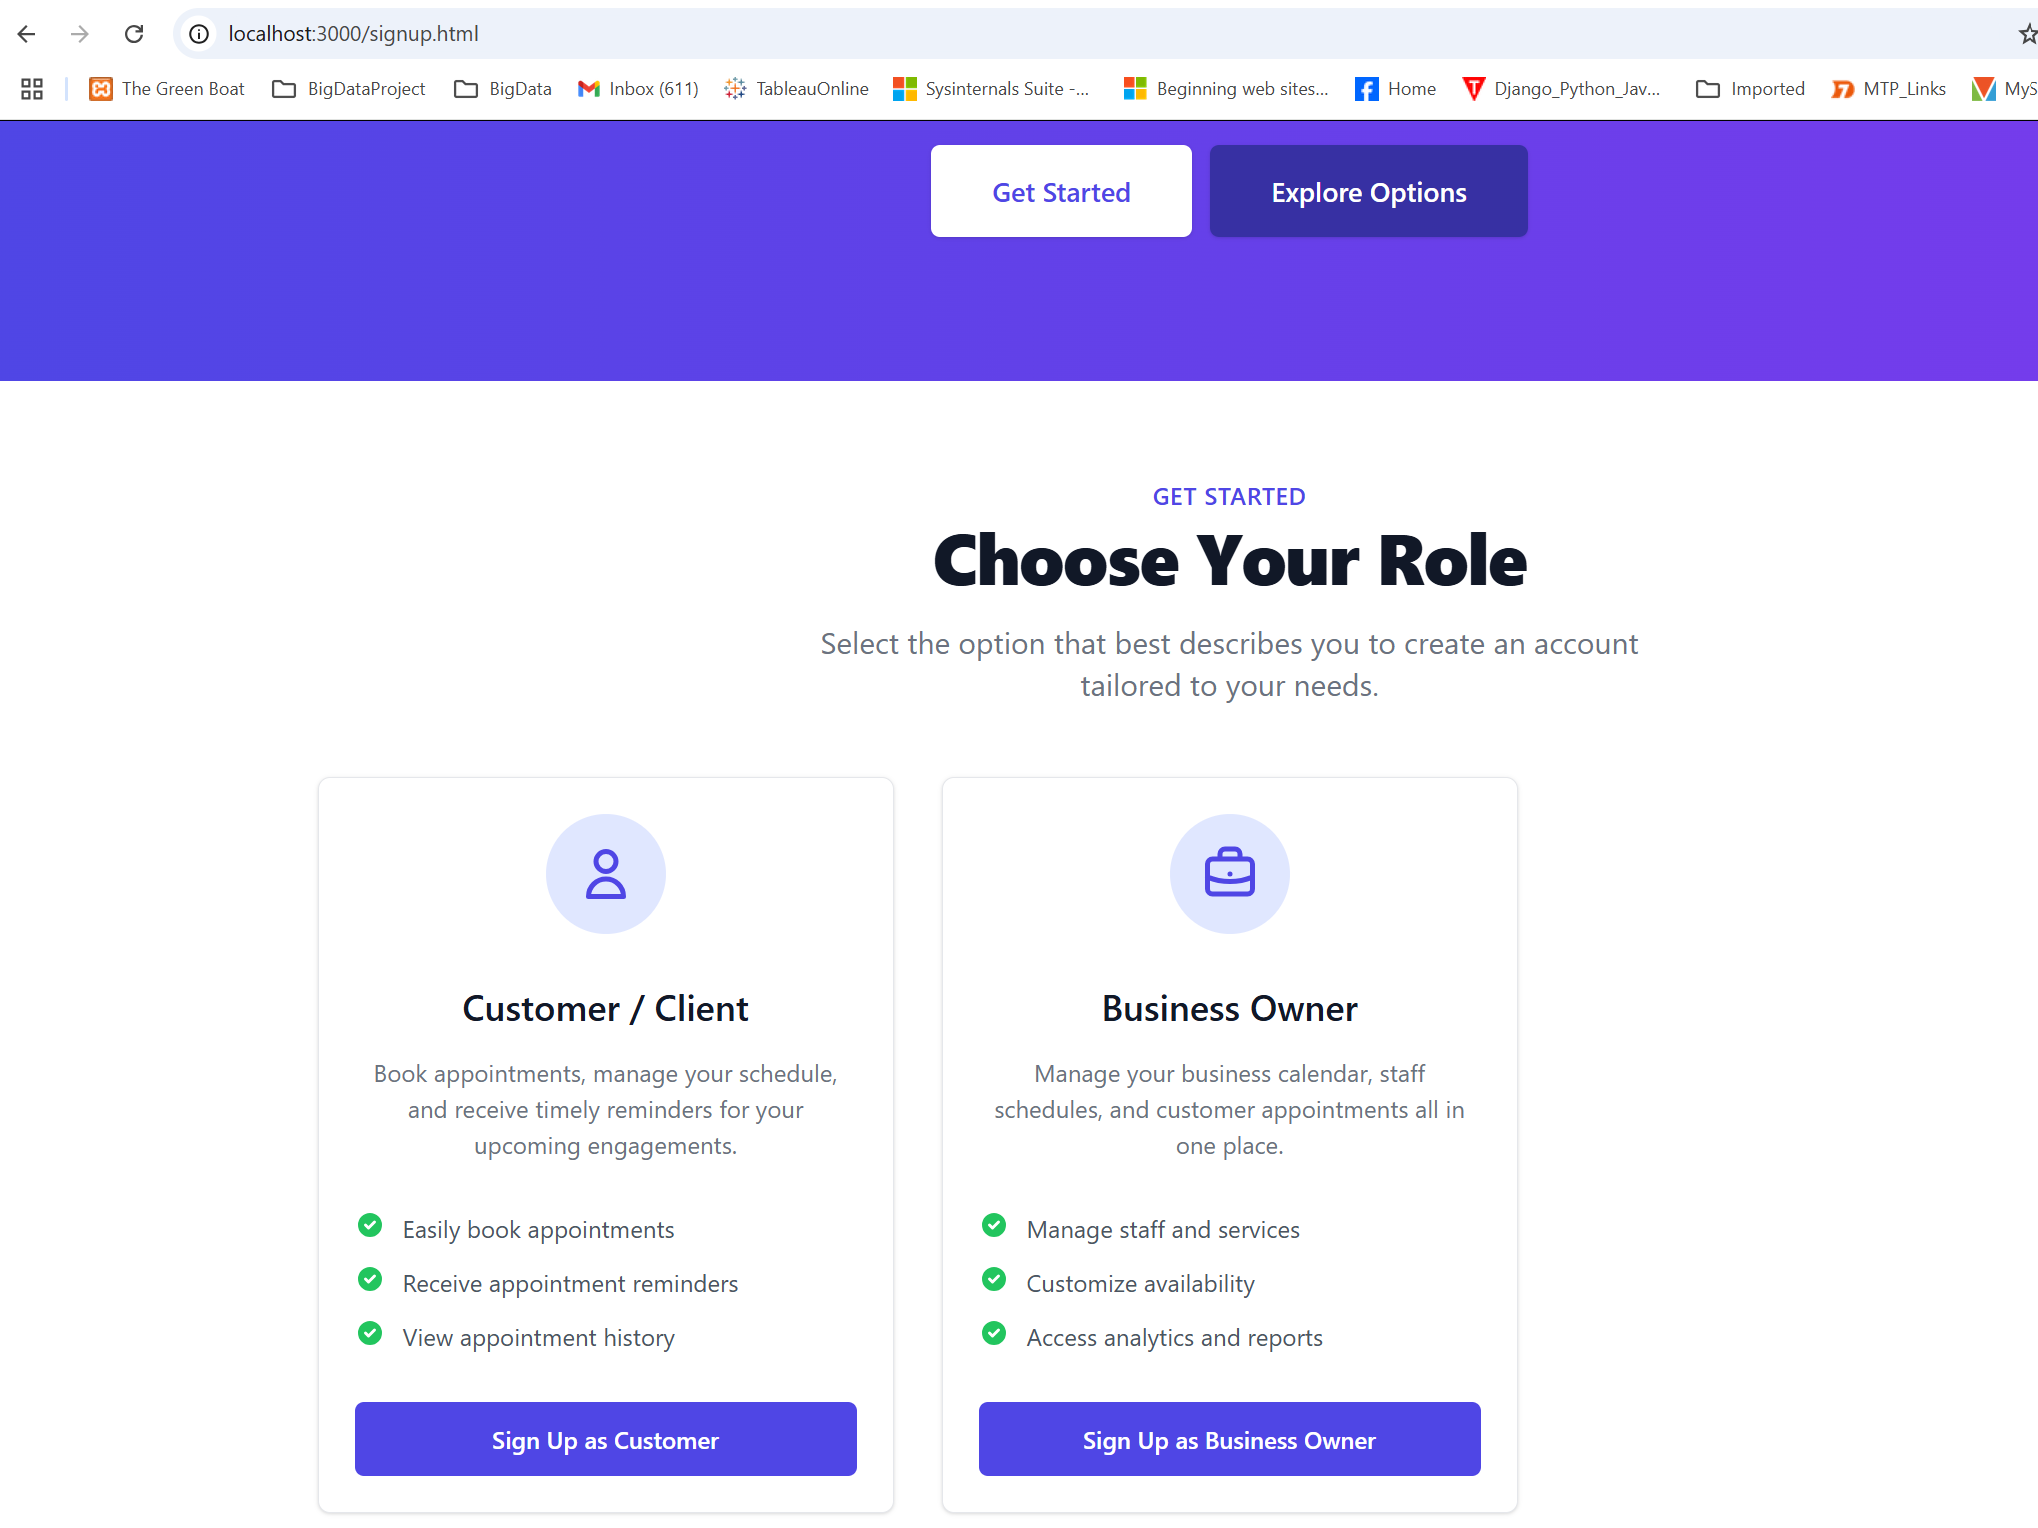 localhost:3000/signup.html
The Green Boat BigDataProject BigData Inbox (611) TableauOnline Sysinternals Suite -... Beginning web sites... Home Django_Python_Jav... Imported MTP_Links MyS
Get Started Explore Options
GET STARTED
Choose Your Role
Select the option that best describes you to create an account
tailored to your needs.
Customer / Client
Book appointments, manage your schedule,
and receive timely reminders for your
upcoming engagements.
Easily book appointments
Receive appointment reminders
View appointment history
Sign Up as Customer
Business Owner
Manage your business calendar, staff
schedules, and customer appointments all in
one place.
Manage staff and services
Customize availability
Access analytics and reports
Sign Up as Business Owner